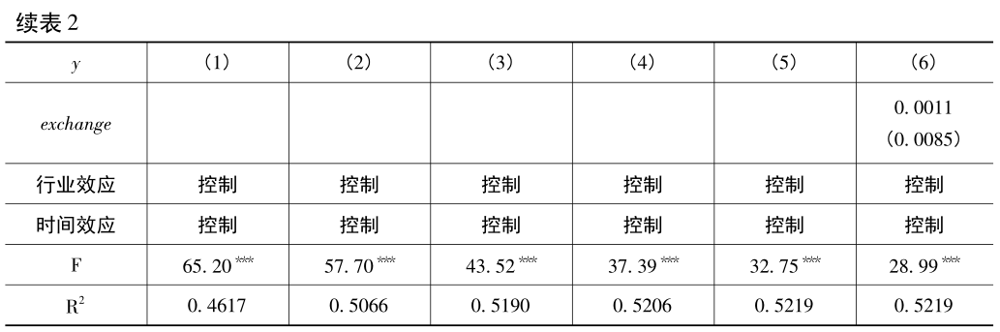 续表 2
y (1) (2) (3) (4) (5) (6)
exchange 0.0011
(0.0085)
行业效应 控制 控制 控制 控制 控制 控制
时间效应 控制 控制 控制 控制 控制 控制
F 65.20*** 57.70*** 43.52*** 37.39*** 32.75*** 28.99***
R² 0.4617 0.5066 0.5190 0.5206 0.5219 0.5219